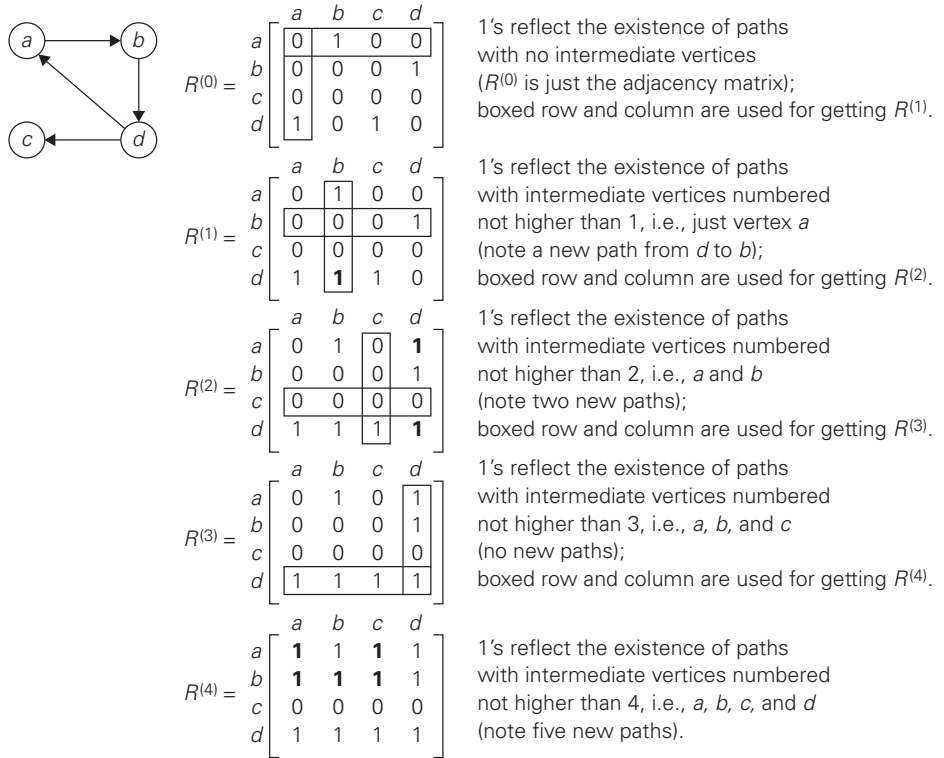 a b
c d
a b c d
a 0 1 0 0
b 0 0 0 1
R(0) =
c 0 0 0 0
d 1 0 1 0
1's reflect the existence of paths
with no intermediate vertices
(R(0) is just the adjacency matrix);
boxed row and column are used for getting R(1).
a b c d
a 0 1 0 0
b 0 0 0 1
R(1) =
c 0 0 0 0
d 1 1 1 0
1's reflect the existence of paths
with intermediate vertices numbered
not higher than 1, i.e., just vertex a
(note a new path from d to b);
boxed row and column are used for getting R(2).
a b c d
a 0 1 0 1
b 0 0 0 1
R(2) =
c 0 0 0 0
d 1 1 1 1
1's reflect the existence of paths
with intermediate vertices numbered
not higher than 2, i.e., a and b
(note two new paths);
boxed row and column are used for getting R(3).
a b c d
a 0 1 0 1
b 0 0 0 1
R(3) =
c 0 0 0 0
d 1 1 1 1
1's reflect the existence of paths
with intermediate vertices numbered
not higher than 3, i.e., a, b, and c
(no new paths);
boxed row and column are used for getting R(4).
a b c d
a 1 1 1 1
b 1 1 1 1
R(4) =
c 0 0 0 0
d 1 1 1 1
1's reflect the existence of paths
with intermediate vertices numbered
not higher than 4, i.e., a, b, c, and d
(note five new paths).